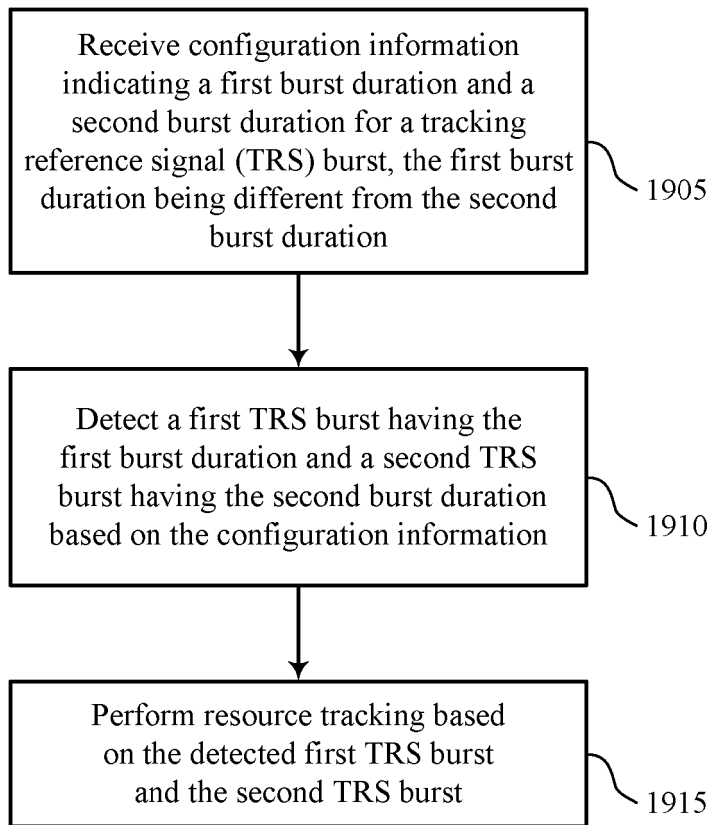 Receive configuration information
indicating a first burst duration and a
second burst duration for a tracking
reference signal (TRS) burst, the first burst
duration being different from the second
burst duration
1905
Detect a first TRS burst having the
first burst duration and a second TRS
burst having the second burst duration
based on the configuration information
1910
Perform resource tracking based
on the detected first TRS burst
and the second TRS burst
1915